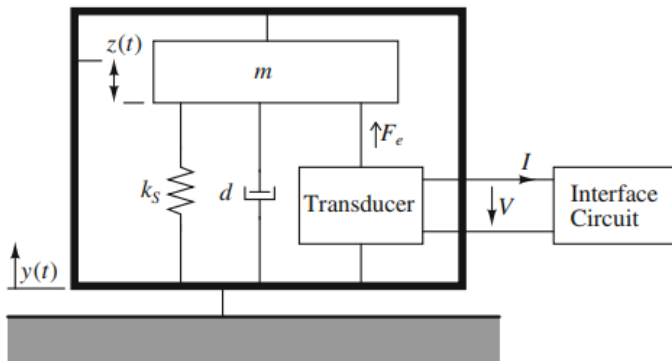 z(t)
m
F_e
I
k_S
d
Transducer
V
Interface
Circuit
y(t)